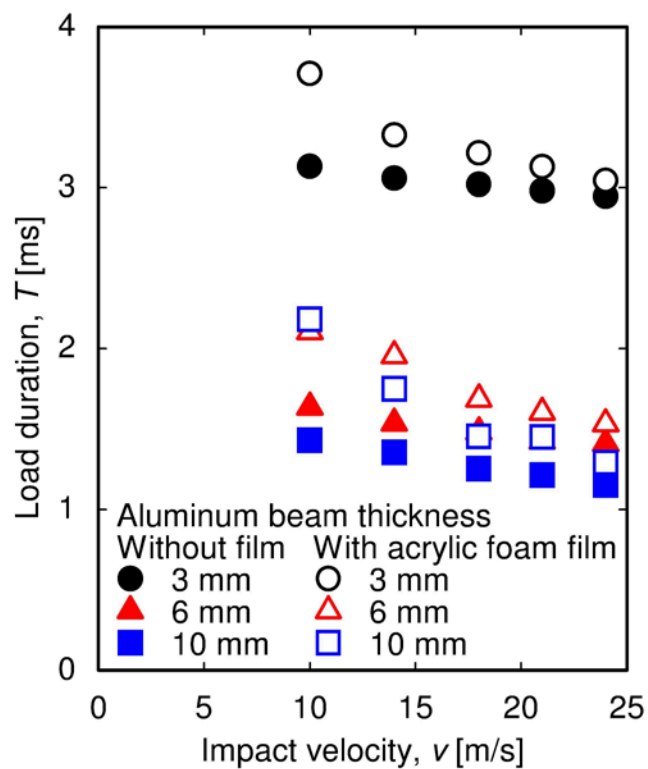 4
3
2
1
0
Load duration, T [ms]
Aluminum beam thickness
Without film With acrylic foam film
3 mm 3 mm
6 mm 6 mm
10 mm 10 mm
0 5 10 15 20 25
Impact velocity, v [m/s]